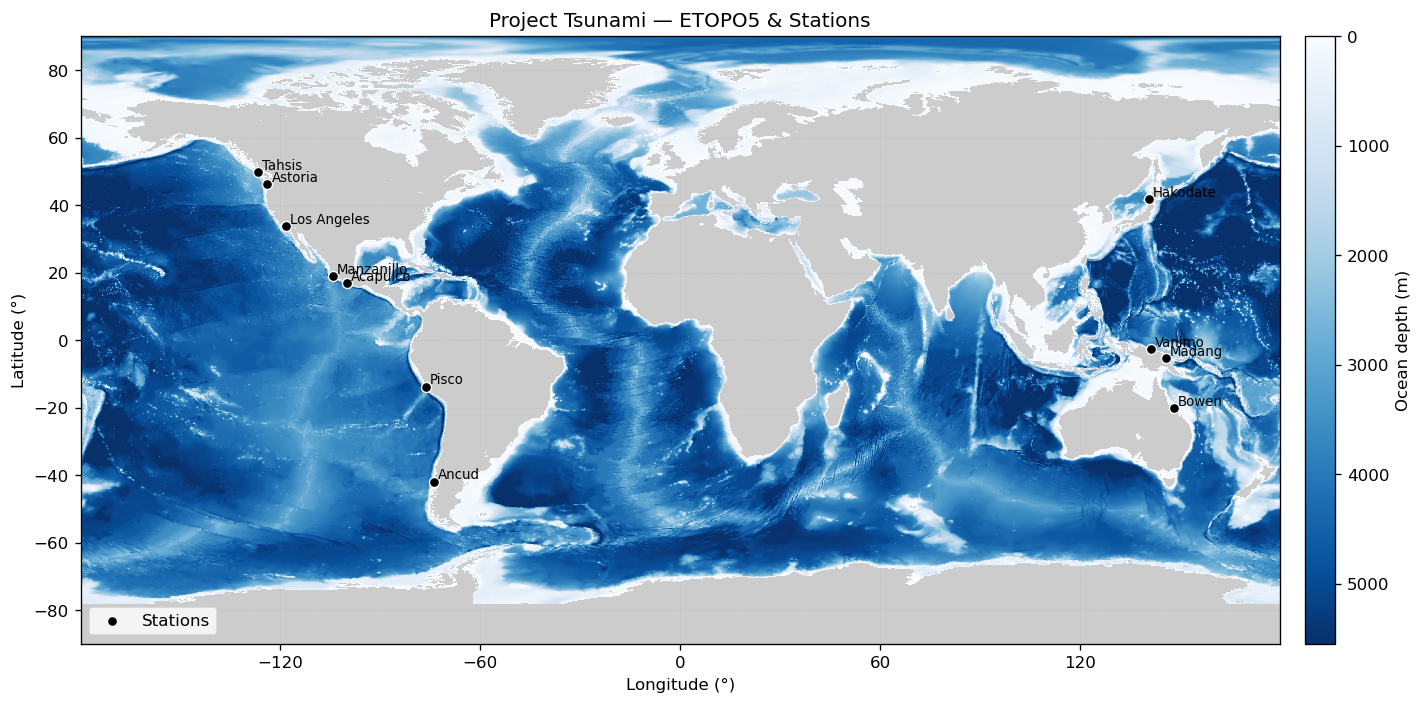 Project Tsunami — ETOPO5 & Stations
80
60
40
20
0
−20
−40
−60
−80
Latitude (°)
Tahsis
Astoria
Los Angeles
Manzanillo
Acapulco
Pisco
Ancud
Hakodate
Vanimo
Madang
Bowen
Stations
−120
−60
0
60
120
Longitude (°)
0
1000
2000
3000
4000
5000
Ocean depth (m)